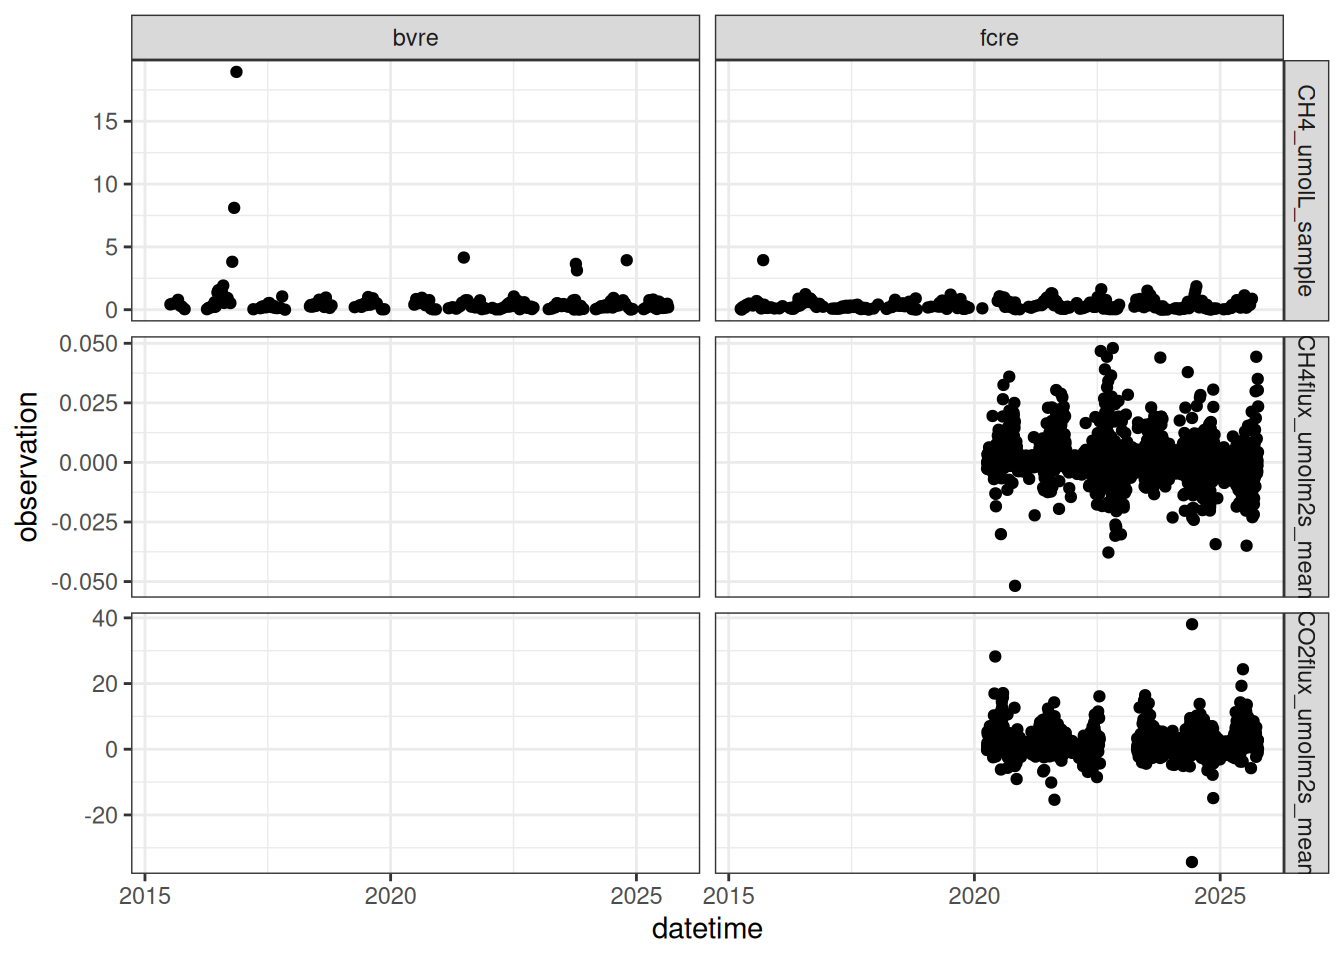 bvre
fcre
15
10
5
0
CH4_umolL_sample
0.050
0.025
0.000
-0.025
-0.050
CH4flux_umolm2s_mean
40
20
0
-20
CO2flux_umolm2s_mean
2015
2020
2025
2015
2020
2025
observation
datetime